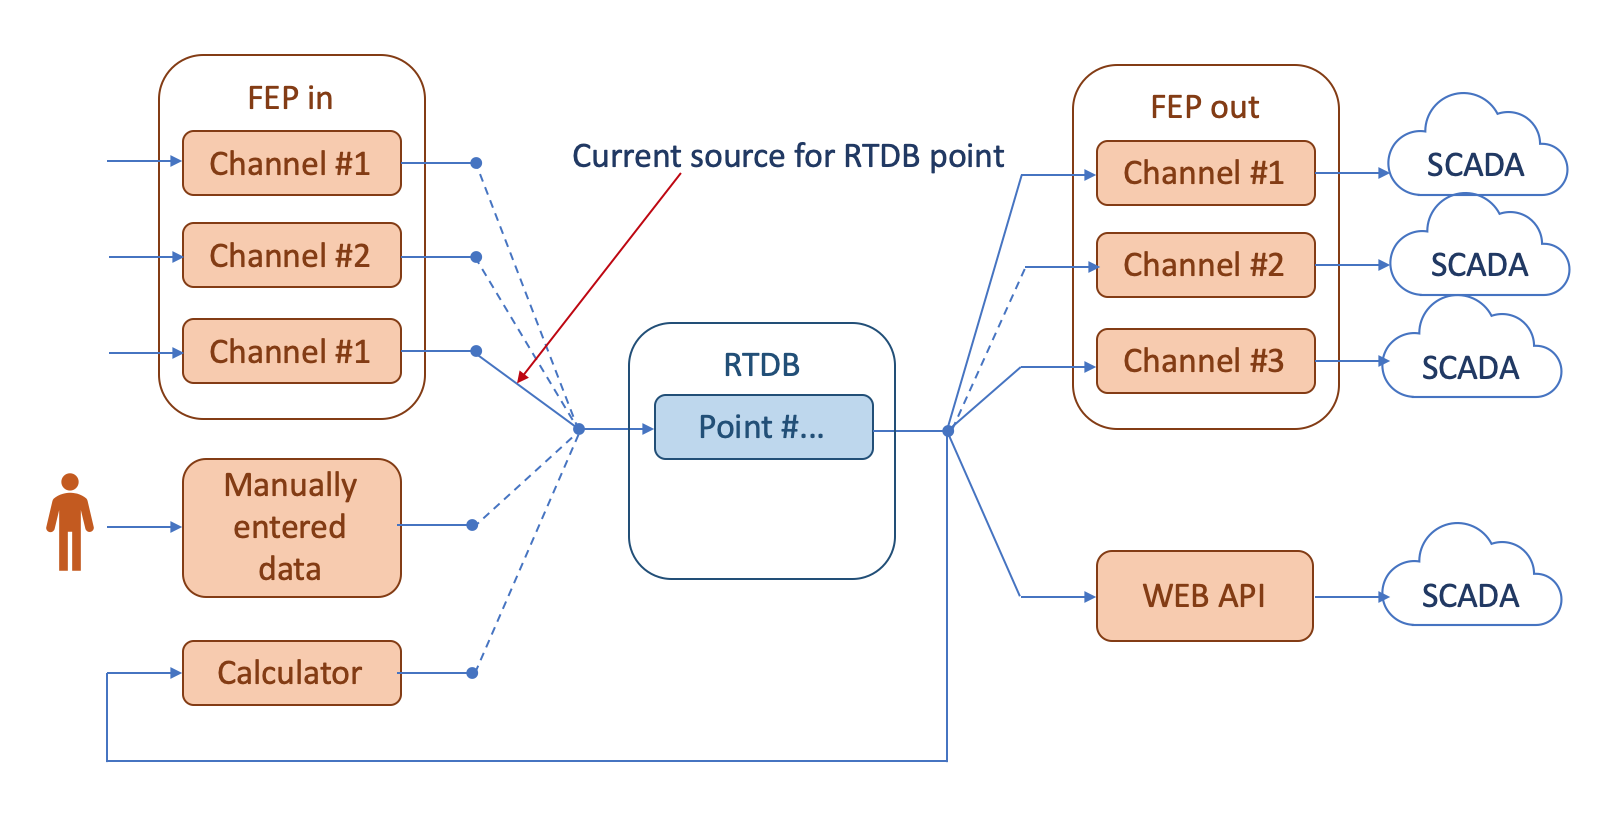 FEP in
Channel #1
Channel #2
Channel #1
Manually
entered
data
Calculator
Current source for RTDB point
RTDB
Point #...
FEP out
Channel #1
Channel #2
Channel #3
WEB API
SCADA
SCADA
SCADA
SCADA